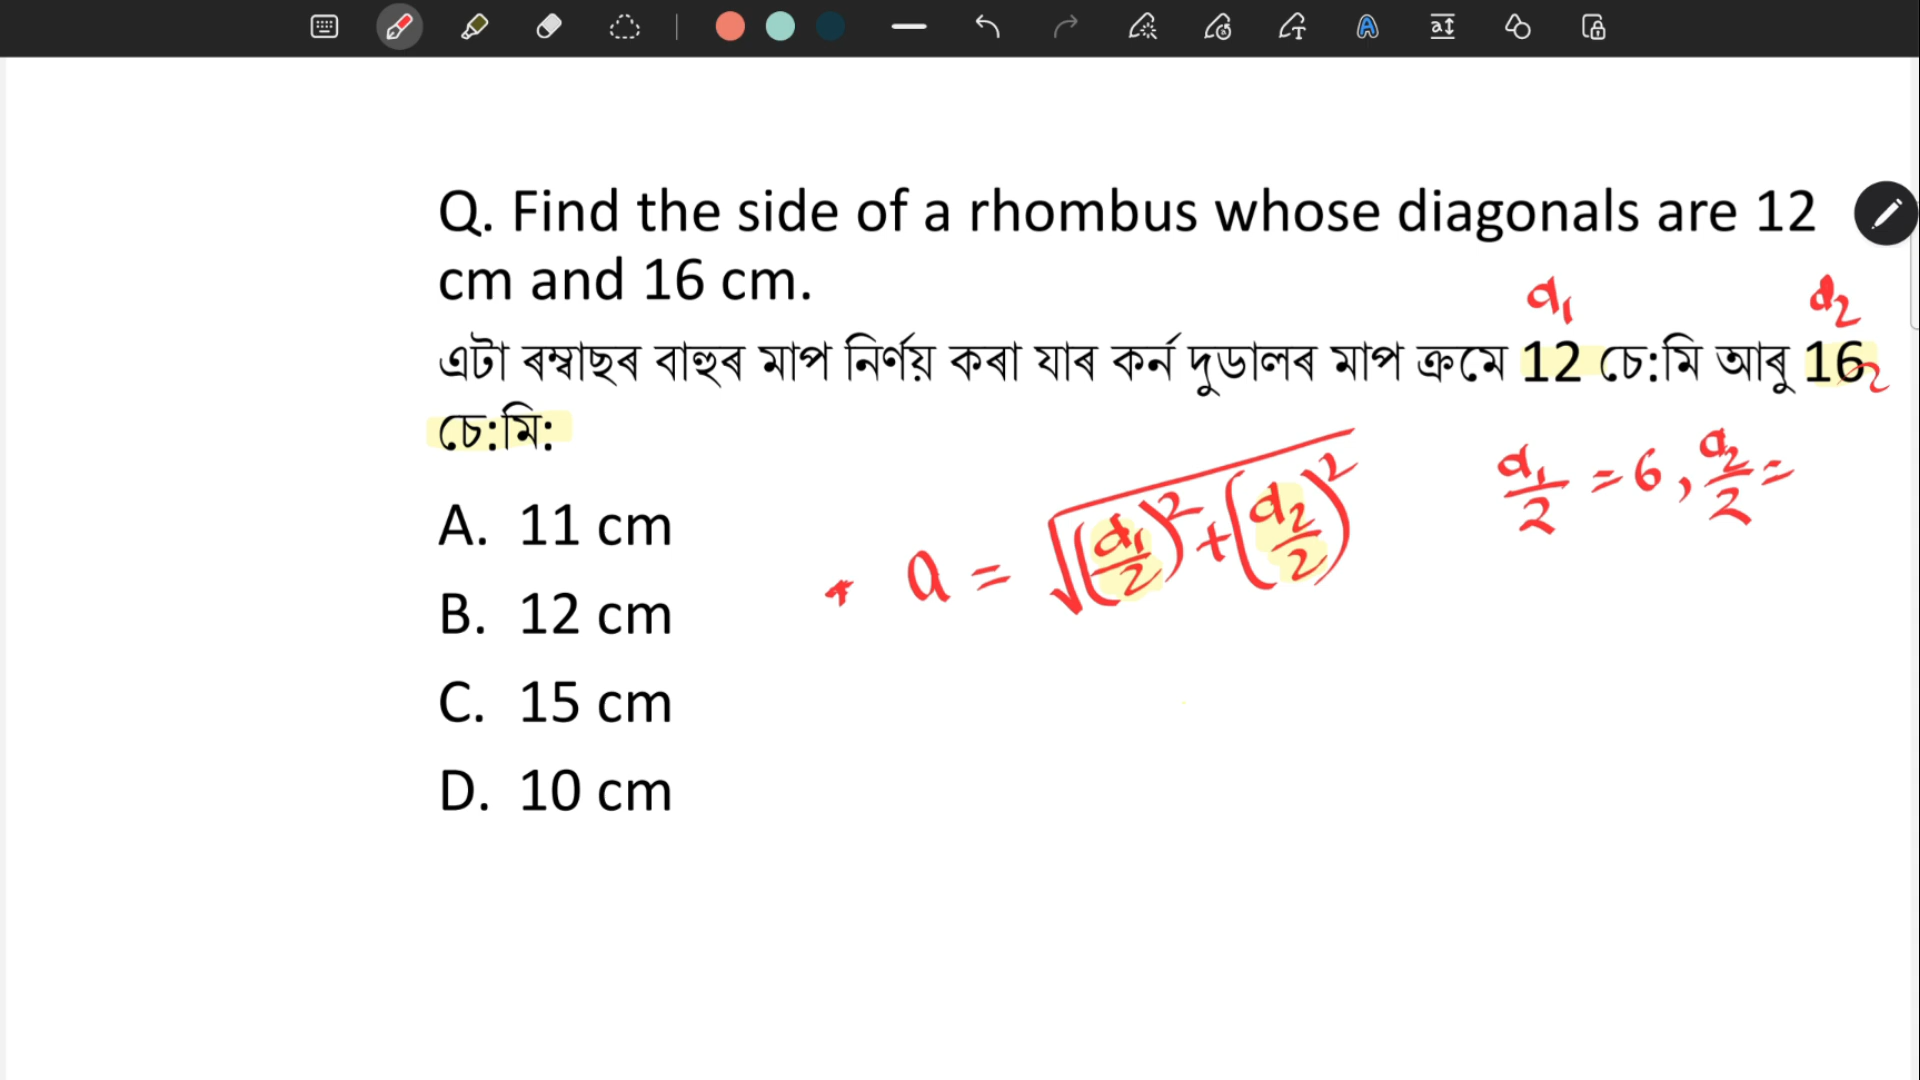 Q. Find the side of a rhombus whose diagonals are 12
cm and 16 cm.
d₁ d₂
এটা ৰম্বাছৰ বাহুৰ মাপ নিৰ্ণয় কৰা যাৰ কৰ্ন দুডালৰ মাপ ক্ৰমে 12 চে:মি আৰু 16
চে:মি:
d₁/2 = 6, d₂/2 =
a = √((d₁/2)² + (d₂/2)²)
A. 11 cm
B. 12 cm
C. 15 cm
D. 10 cm